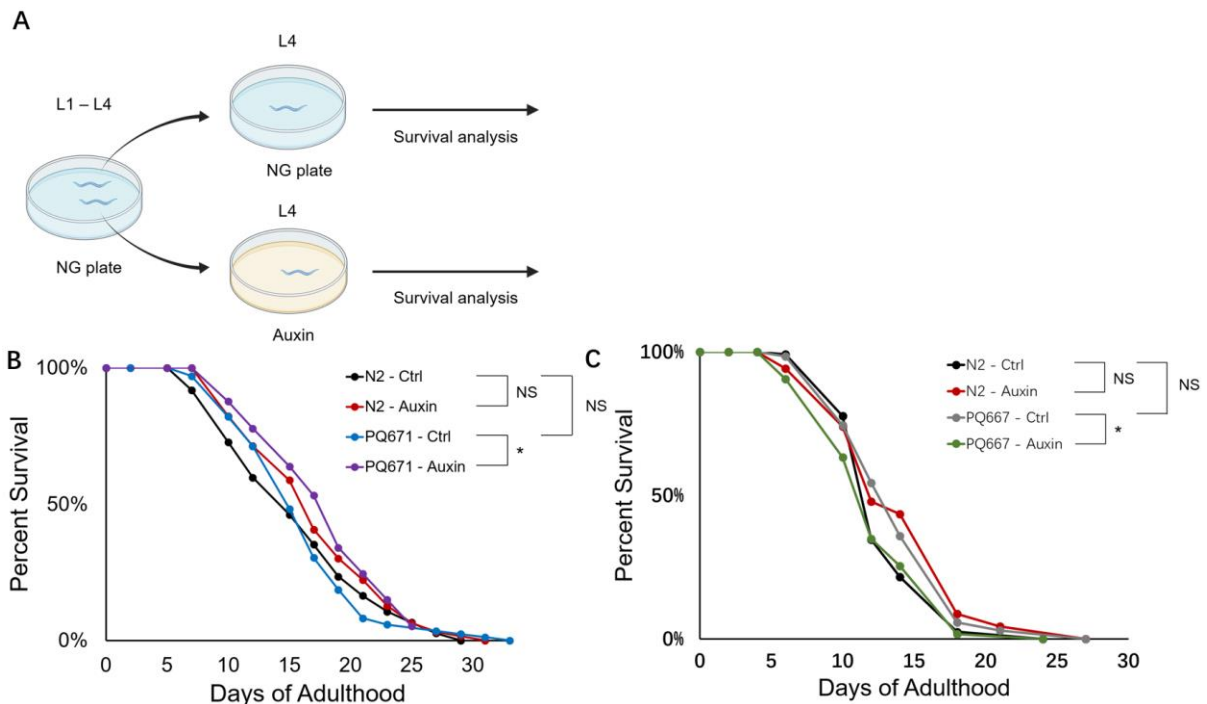 A
L4
L1 – L4
Survival analysis
NG plate
L4
NG plate
Survival analysis
Auxin
B
100%
50%
0%
Percent Survival
0 5 10 15 20 25 30
Days of Adulthood
N2 - Ctrl
N2 - Auxin
PQ671 - Ctrl
PQ671 - Auxin
NS
*
NS
C
100%
50%
0%
Percent Survival
0 5 10 15 20 25 30
Days of Adulthood
N2 - Ctrl
N2 - Auxin
PQ667 - Ctrl
PQ667 - Auxin
NS
*
NS